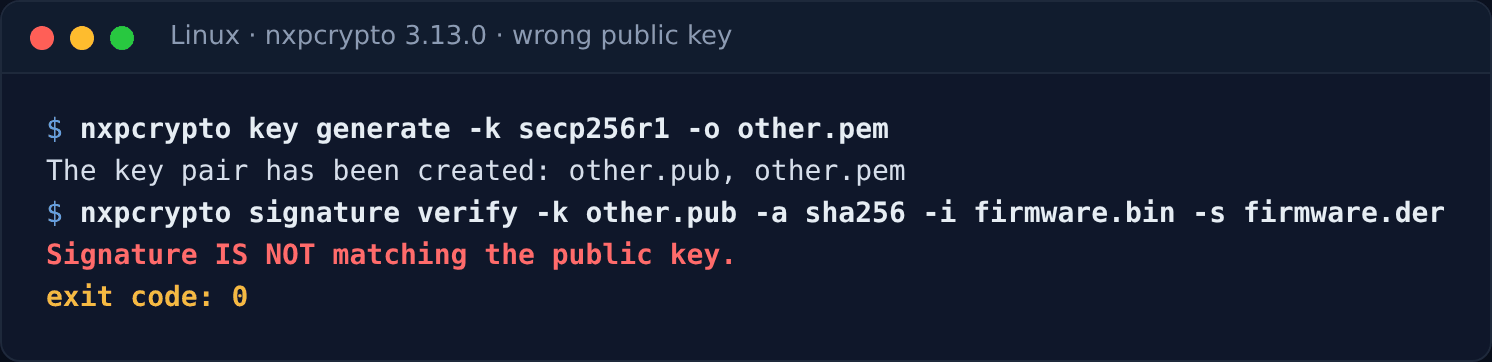 Linux · nxpcrypto 3.13.0 · wrong public key
$ nxpcrypto key generate -k secp256r1 -o other.pem
The key pair has been created: other.pub, other.pem
$ nxpcrypto signature verify -k other.pub -a sha256 -i firmware.bin -s firmware.der
Signature IS NOT matching the public key.
exit code: 0